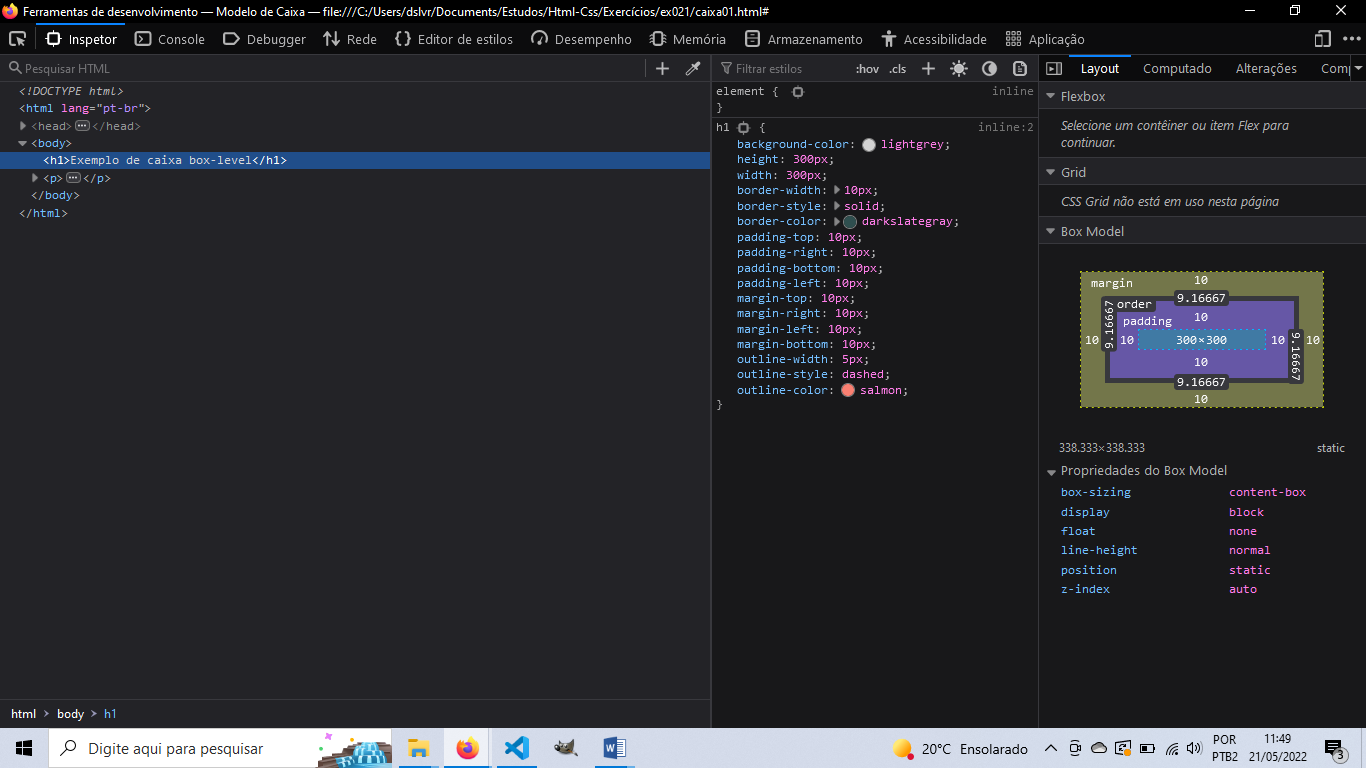 Ferramentas de desenvolvimento — Modelo de Caixa — file:///C:/Users/dslvr/Documents/Estudos/Html-Css/Exercícios/ex021/caixa01.html#
Inspetor Console Debugger Rede Editor de estilos Desempenho Memória Armazenamento Acessibilidade Aplicação
Pesquisar HTML
<!DOCTYPE html>
<html lang="pt-br">
<head> ••• </head>
<body>
<h1>Exemplo de caixa box-level</h1>
<p> ••• </p>
</body>
</html>
html > body > h1
Filtrar estilos :hov .cls
element { inline
}
h1 { inline:2
background-color: lightgrey;
height: 300px;
width: 300px;
border-width: 10px;
border-style: solid;
border-color: darkslategray;
padding-top: 10px;
padding-right: 10px;
padding-bottom: 10px;
padding-left: 10px;
margin-top: 10px;
margin-right: 10px;
margin-left: 10px;
margin-bottom: 10px;
outline-width: 5px;
outline-style: dashed;
outline-color: salmon;
}
Layout Computado Alterações Com
Flexbox
Selecione um contêiner ou item Flex para
continuar.
Grid
CSS Grid não está em uso nesta página
Box Model
margin 10
order 9.16667
padding 10
10 9.16667 10 300×300 10 9.16667 10
10
9.16667
10
338.333×338.333 static
Propriedades do Box Model
box-sizing content-box
display block
float none
line-height normal
position static
z-index auto
Digite aqui para pesquisar
20°C Ensolarado
POR
PTB2
11:49
21/05/2022
3